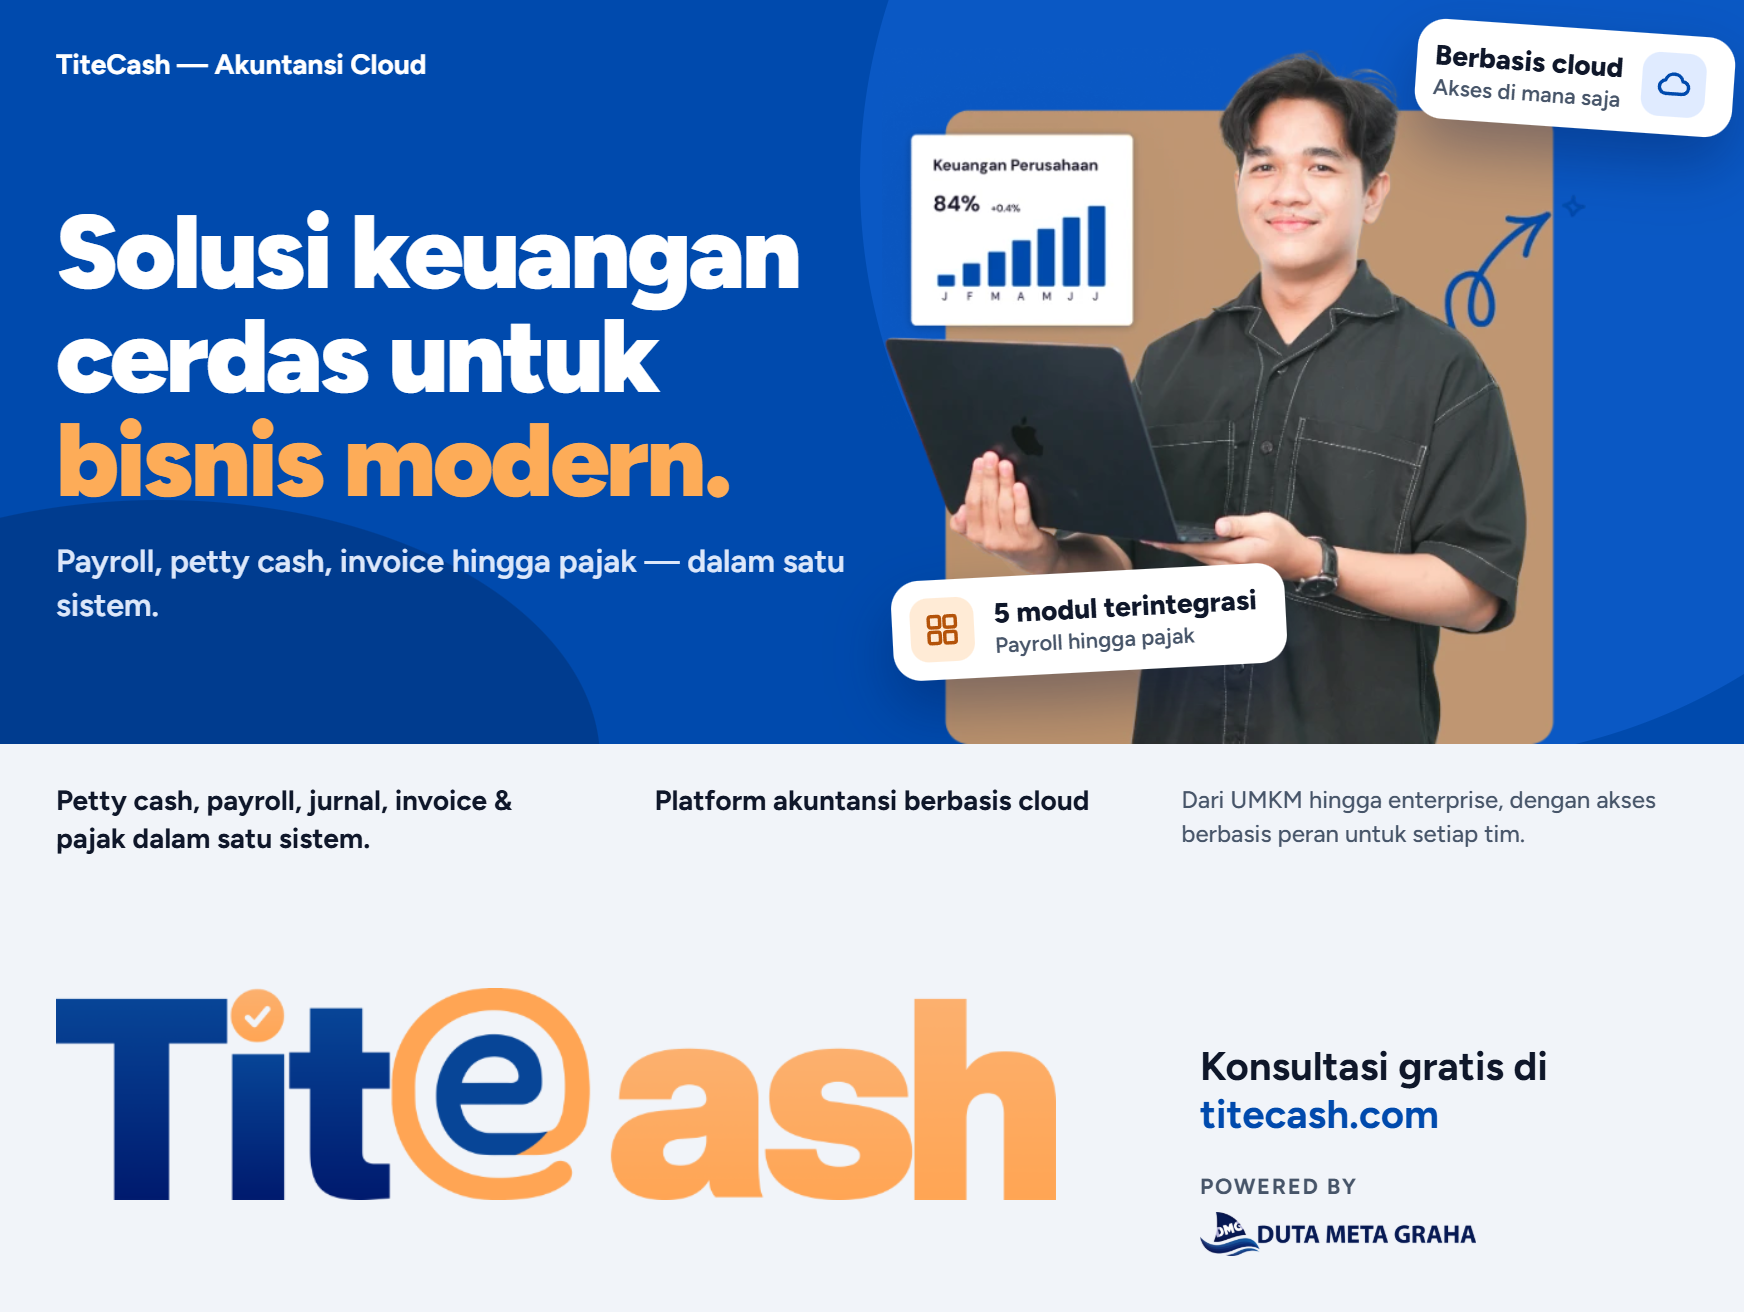 TiteCash — Akuntansi Cloud
Berbasis cloud
Akses di mana saja
Keuangan Perusahaan
84% +0.4%
J F M A M J J
Solusi keuangan
cerdas untuk
bisnis modern.
Payroll, petty cash, invoice hingga pajak — dalam satu
sistem.
5 modul terintegrasi
Payroll hingga pajak
Petty cash, payroll, jurnal, invoice &
pajak dalam satu sistem.
Platform akuntansi berbasis cloud
Dari UMKM hingga enterprise, dengan akses
berbasis peran untuk setiap tim.
Tit@ash
Konsultasi gratis di
titecash.com
POWERED BY
DMG DUTA META GRAHA